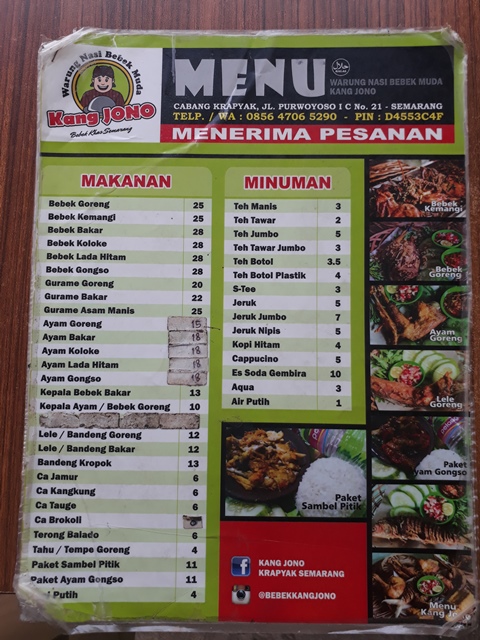 Warung Nasi Bebek Muda
Kang JONO
Bebek Khas Semarang
MENU
HALAL
WARUNG NASI BEBEK MUDA
KANG JONO
CABANG KRAPYAK, JL. PURWOYOSO I C No. 21 - SEMARANG
TELP. / WA : 0856 4706 5290 - PIN : D4553C4F
MENERIMA PESANAN
MAKANAN
Bebek Goreng 25
Bebek Kemangi 25
Bebek Bakar 28
Bebek Koloke 28
Bebek Lada Hitam 28
Bebek Gongso 28
Gurame Goreng 20
Gurame Bakar 22
Gurame Asam Manis 25
Ayam Goreng 15
Ayam Bakar 18
Ayam Koloke 18
Ayam Lada Hitam 18
Ayam Gongso 18
Kepala Bebek Bakar 13
Kepala Ayam / Bebek Goreng 10
Lele / Bandeng Goreng 12
Lele / Bandeng Bakar 12
Bandeng Kropok 13
Ca Jamur 6
Ca Kangkung 6
Ca Tauge 6
Ca Brokoli
Terong Balado 6
Tahu / Tempe Goreng 4
Paket Sambel Pitik 11
Paket Ayam Gongso 11
Putih 4
MINUMAN
Teh Manis 3
Teh Tawar 2
Teh Jumbo 5
Teh Tawar Jumbo 3
Teh Botol 3.5
Teh Botol Plastik 4
S-Tee 3
Jeruk 5
Jeruk Jumbo 7
Jeruk Nipis 5
Kopi Hitam 4
Cappucino 5
Es Soda Gembira 10
Aqua 3
Air Putih 1
Paket
Sambel Pitik
KANG JONO
KRAPYAK SEMARANG
@BEBEKKANGJONO
Bebek
Kemangi
Bebek
Goreng
Ayam
Goreng
Lele
Goreng
Paket
Ayam Gongso
Menu
Kang Jono